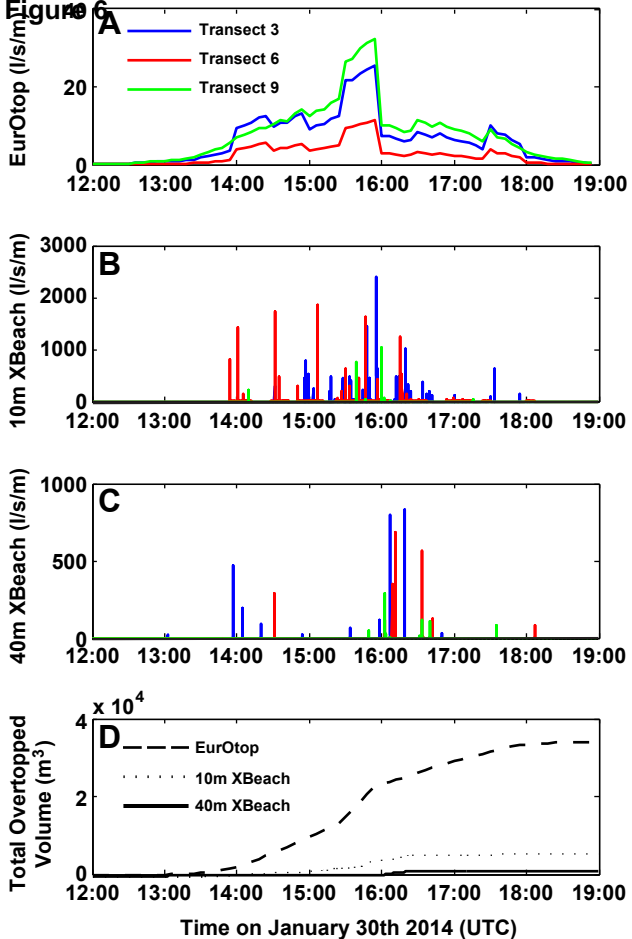 Figure 6
A
EurOtop (l/s/m)
40
20
0
Transect 3
Transect 6
Transect 9
12:00 13:00 14:00 15:00 16:00 17:00 18:00 19:00
B
10m XBeach (l/s/m)
3000
2000
1000
0
12:00 13:00 14:00 15:00 16:00 17:00 18:00 19:00
C
40m XBeach (l/s/m)
1000
500
0
12:00 13:00 14:00 15:00 16:00 17:00 18:00 19:00
x 10⁴
D
Total Overtopped
Volume (m³)
4
2
0
EurOtop
10m XBeach
40m XBeach
12:00 13:00 14:00 15:00 16:00 17:00 18:00 19:00
Time on January 30th 2014 (UTC)